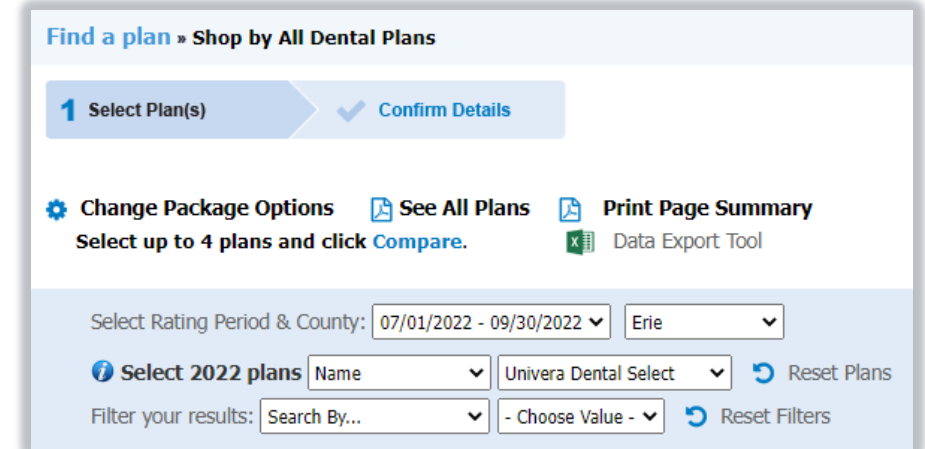 Find a plan » Shop by All Dental Plans
1 Select Plan(s) Confirm Details
Change Package Options See All Plans Print Page Summary
Select up to 4 plans and click Compare. Data Export Tool
Select Rating Period & County: 07/01/2022 - 09/30/2022 Erie
Select 2022 plans Name Univera Dental Select Reset Plans
Filter your results: Search By... - Choose Value - Reset Filters